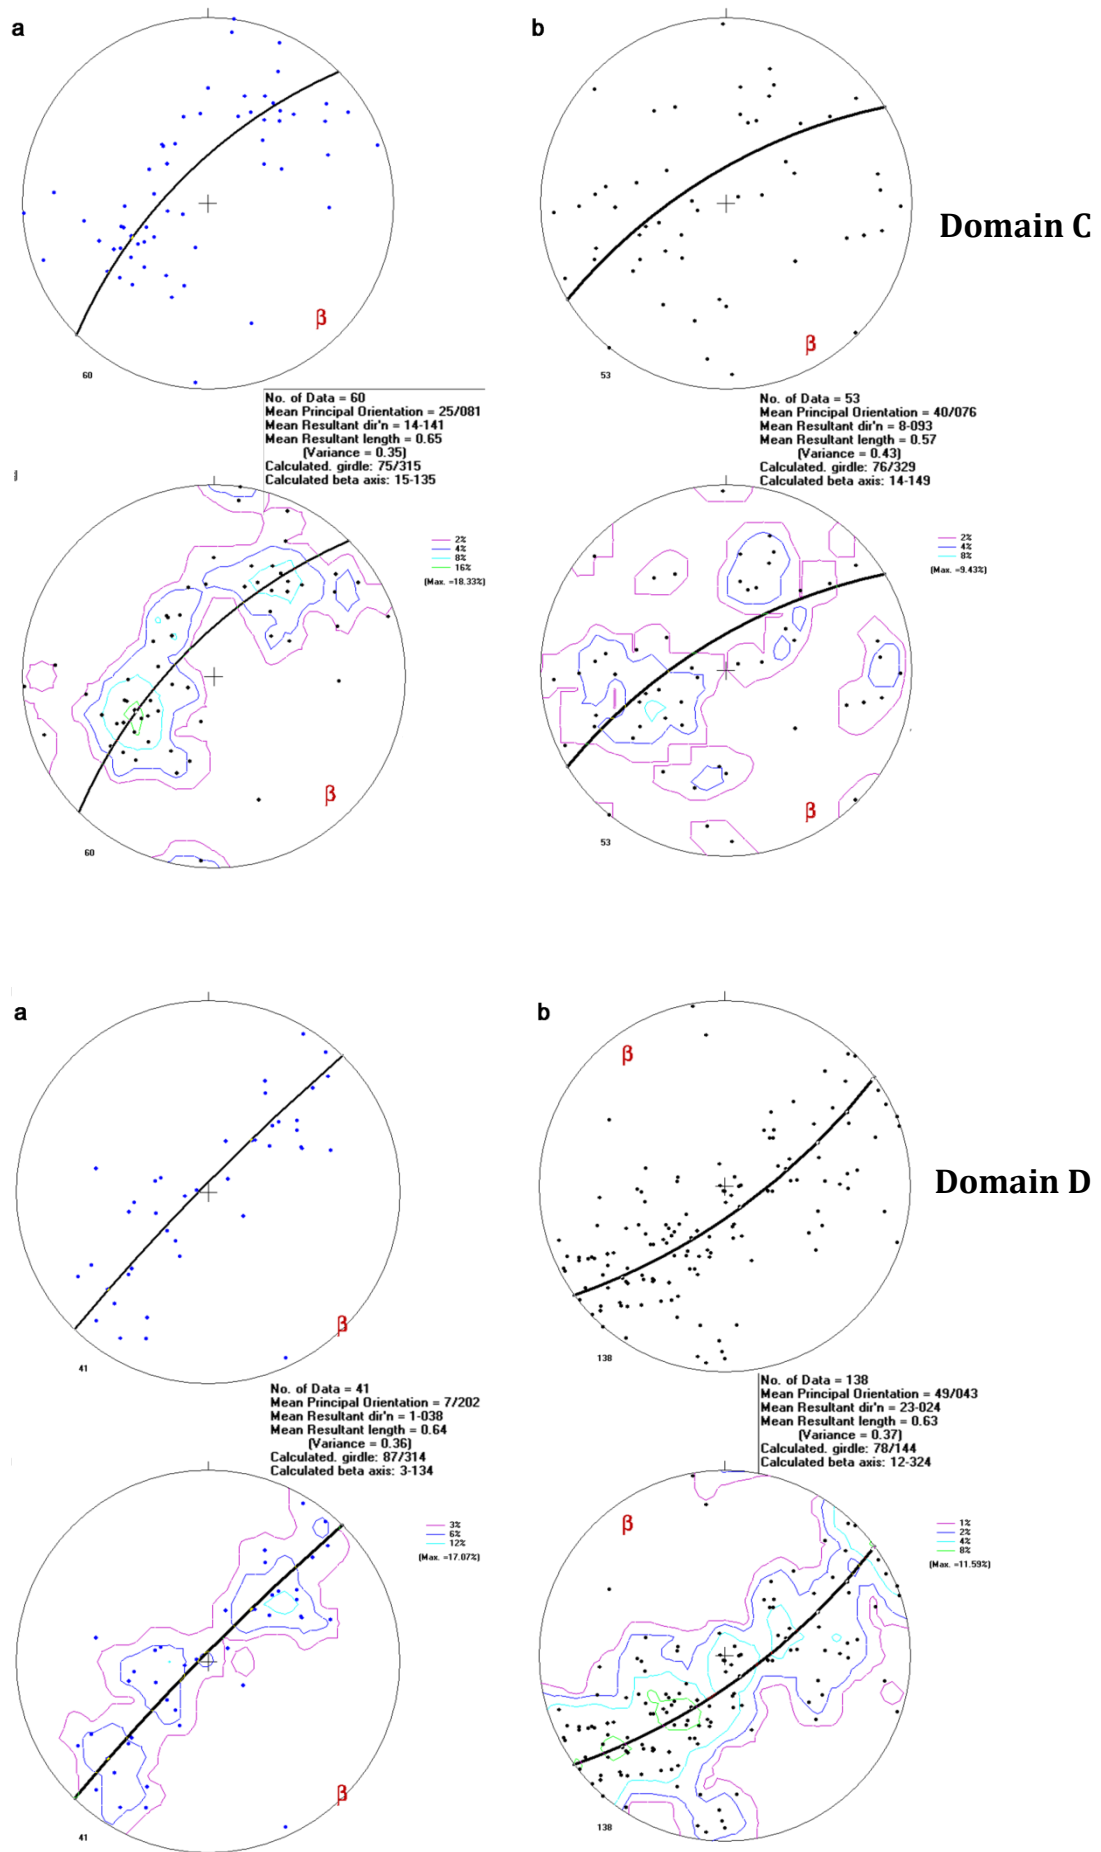 a
b
β
β
Domain C
60
53
No. of Data = 60
Mean Principal Orientation = 25/081
Mean Resultant dir'n = 14-141
Mean Resultant length = 0.65
(Variance = 0.35)
Calculated. girdle: 75/315
Calculated beta axis: 15-135
No. of Data = 53
Mean Principal Orientation = 40/076
Mean Resultant dir'n = 8-093
Mean Resultant length = 0.57
(Variance = 0.43)
Calculated. girdle: 76/329
Calculated beta axis: 14-149
2%
4%
8%
16%
(Max. =18.33%)
2%
4%
8%
(Max. =9.43%)
β
β
60
53
a
b
β
β
Domain D
41
138
No. of Data = 41
Mean Principal Orientation = 7/202
Mean Resultant dir'n = 1-038
Mean Resultant length = 0.64
(Variance = 0.36)
Calculated. girdle: 87/314
Calculated beta axis: 3-134
No. of Data = 138
Mean Principal Orientation = 49/043
Mean Resultant dir'n = 23-024
Mean Resultant length = 0.63
(Variance = 0.37)
Calculated. girdle: 78/144
Calculated beta axis: 12-324
3%
6%
12%
(Max. =17.07%)
1%
2%
4%
8%
(Max. =11.59%)
β
β
41
138